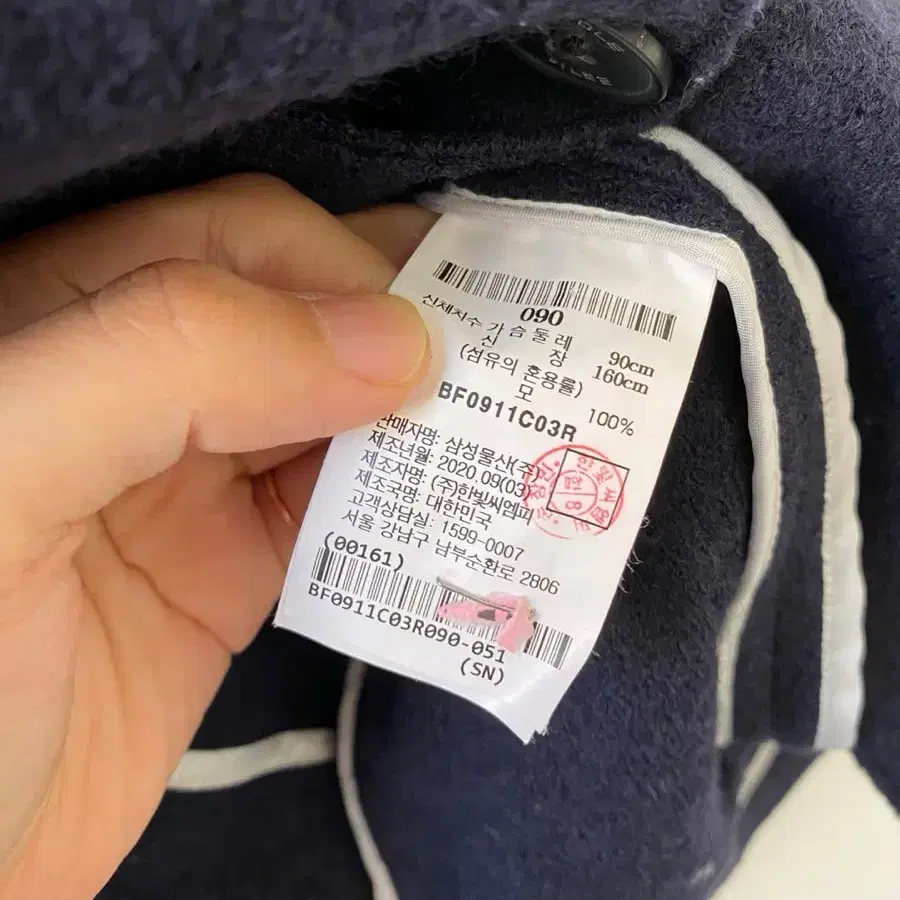 090
신체치수 가슴둘레 90cm
신 장 160cm
(섬유의 혼용률)
모 100%
BF0911C03R
판매자명: 삼성물산(주)
제조년월: 2020.09(03)
제조자명: (주)한빛씨엠피
제조국명: 대한민국
고객상담실: 1599-0007
서울 강남구 남부순환로 2806
(00161)
BF0911C03R090-051
(SN)